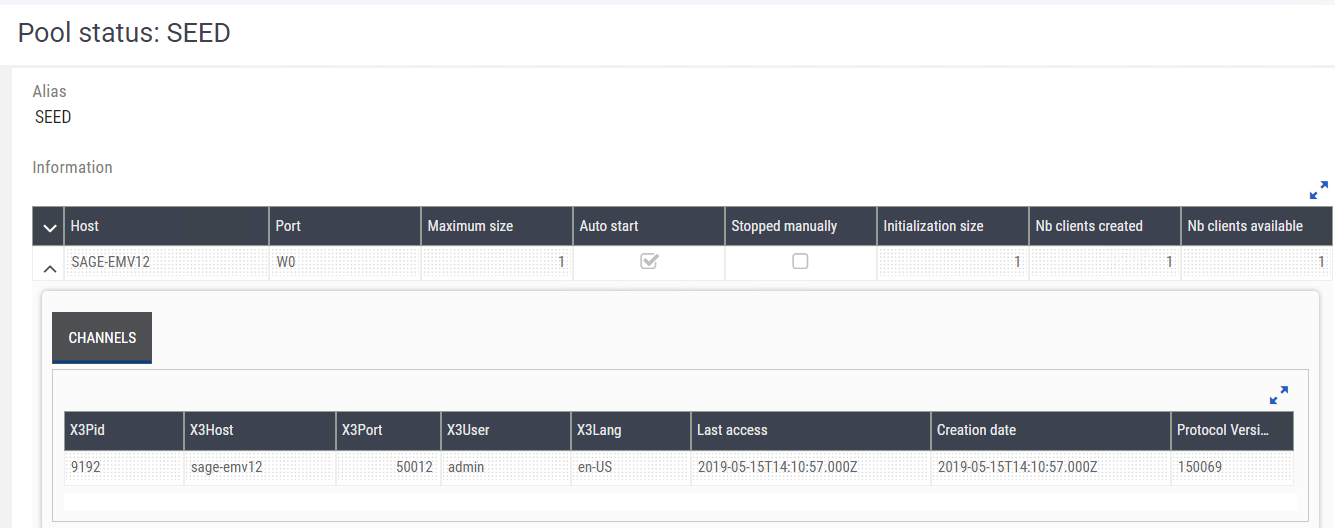 Pool status: SEED
Alias
SEED
Information
Host Port Maximum size Auto start Stopped manually Initialization size Nb clients created Nb clients available
SAGE-EMV12 W0 1 1 1 1
CHANNELS
X3Pid X3Host X3Port X3User X3Lang Last access Creation date Protocol Versi...
9192 sage-emv12 50012 admin en-US 2019-05-15T14:10:57.000Z 2019-05-15T14:10:57.000Z 150069